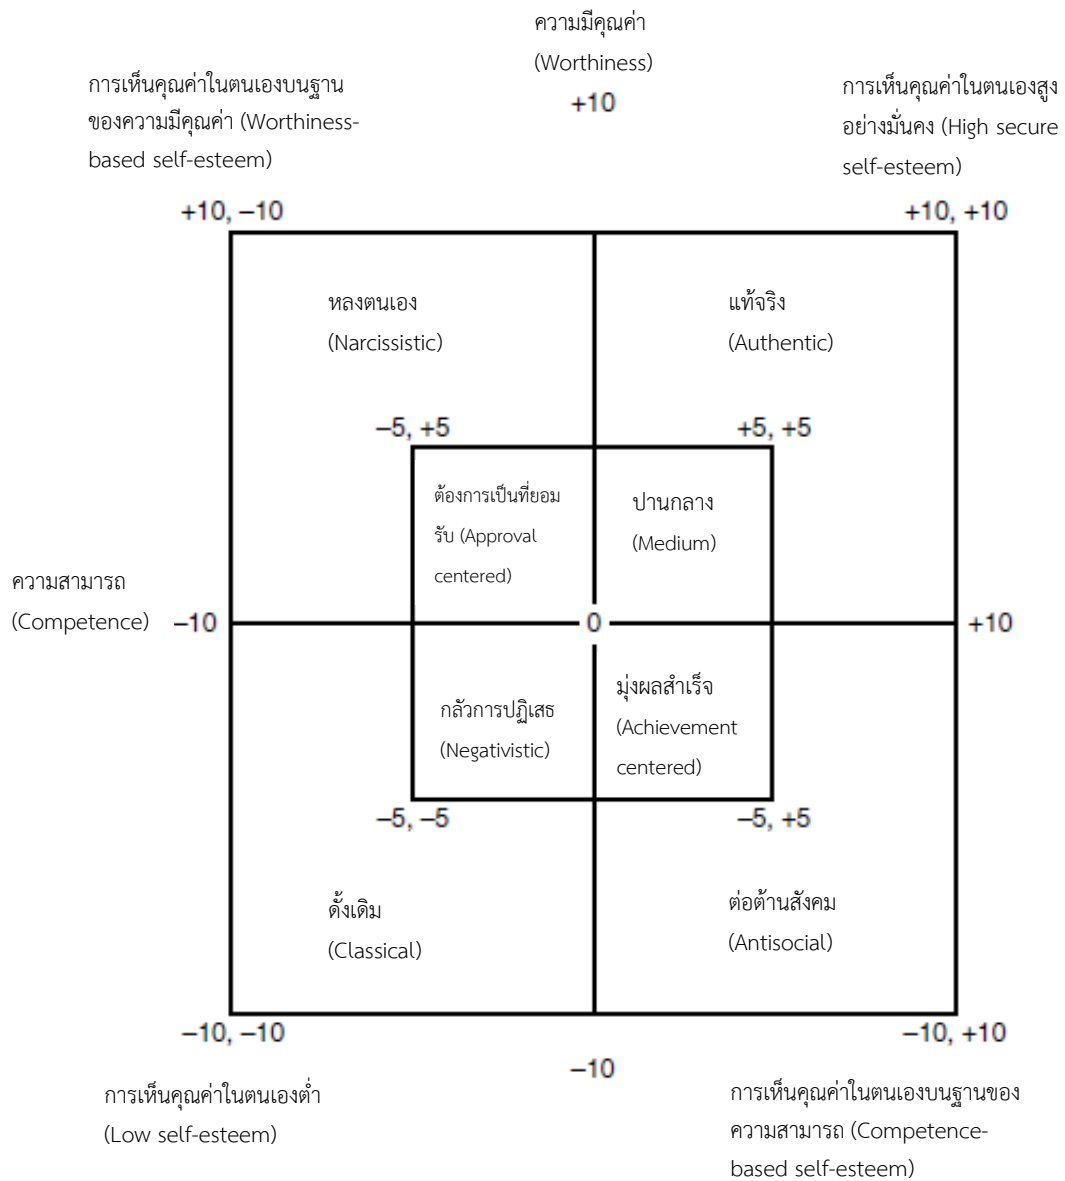 ความมีคุณค่า
(Worthiness)
+10
การเห็นคุณค่าในตนเองบนฐาน
ของความมีคุณค่า (Worthiness-
based self-esteem)
การเห็นคุณค่าในตนเองสูง
อย่างมั่นคง (High secure
self-esteem)
+10, –10
+10, +10
หลงตนเอง
(Narcissistic)
แท้จริง
(Authentic)
–5, +5
+5, +5
ต้องการเป็นที่ยอม
รับ (Approval
centered)
ปานกลาง
(Medium)
ความสามารถ
(Competence)
–10
0
+10
กลัวการปฏิเสธ
(Negativistic)
มุ่งผลสำเร็จ
(Achievement
centered)
–5, –5
–5, +5
ดั้งเดิม
(Classical)
ต่อต้านสังคม
(Antisocial)
–10, –10
–10, +10
–10
การเห็นคุณค่าในตนเองต่ำ
(Low self-esteem)
การเห็นคุณค่าในตนเองบนฐานของ
ความสามารถ (Competence-
based self-esteem)